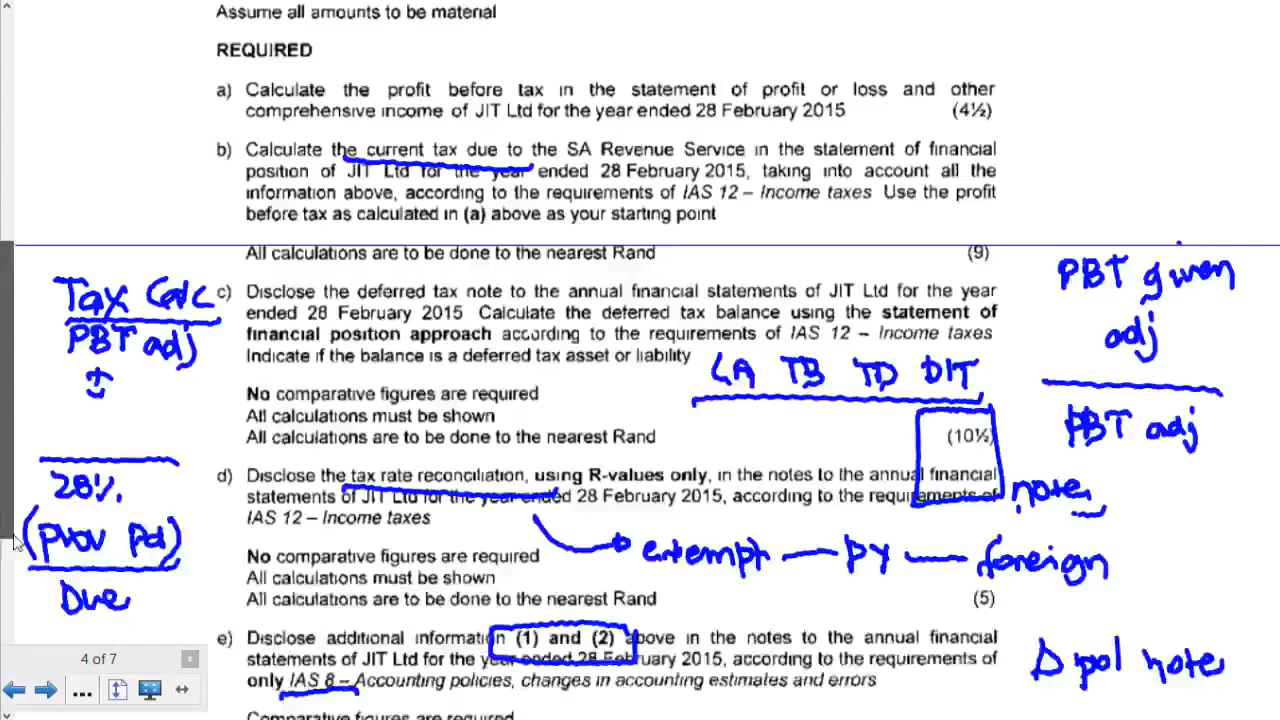 Assume all amounts to be material
REQUIRED
a) Calculate the profit before tax in the statement of profit or loss and other
comprehensive income of JIT Ltd for the year ended 28 February 2015 (4½)
b) Calculate the current tax due to the SA Revenue Service in the statement of financial
position of JIT Ltd for the year ended 28 February 2015, taking into account all the
information above, according to the requirements of IAS 12 – Income taxes Use the profit
before tax as calculated in (a) above as your starting point
All calculations are to be done to the nearest Rand (9)
PBT given
adj
PBT adj
Tax Calc
PBT adj
±
28%
(Prov Pd)
Due
c) Disclose the deferred tax note to the annual financial statements of JIT Ltd for the year
ended 28 February 2015 Calculate the deferred tax balance using the statement of
financial position approach according to the requirements of IAS 12 – Income taxes
Indicate if the balance is a deferred tax asset or liability
CA TB TD DIT
No comparative figures are required
All calculations must be shown
All calculations are to be done to the nearest Rand (10½)
note
d) Disclose the tax rate reconciliation, using R-values only, in the notes to the annual financial
statements of JIT Ltd for the year ended 28 February 2015, according to the requirements of
IAS 12 – Income taxes
exempt — PY — foreign
No comparative figures are required
All calculations must be shown
All calculations are to be done to the nearest Rand (5)
e) Disclose additional information (1) and (2) above in the notes to the annual financial
statements of JIT Ltd for the year ended 28 February 2015, according to the requirements of
only IAS 8 – Accounting policies, changes in accounting estimates and errors
Δ pol note
Comparative figures are required
4 of 7